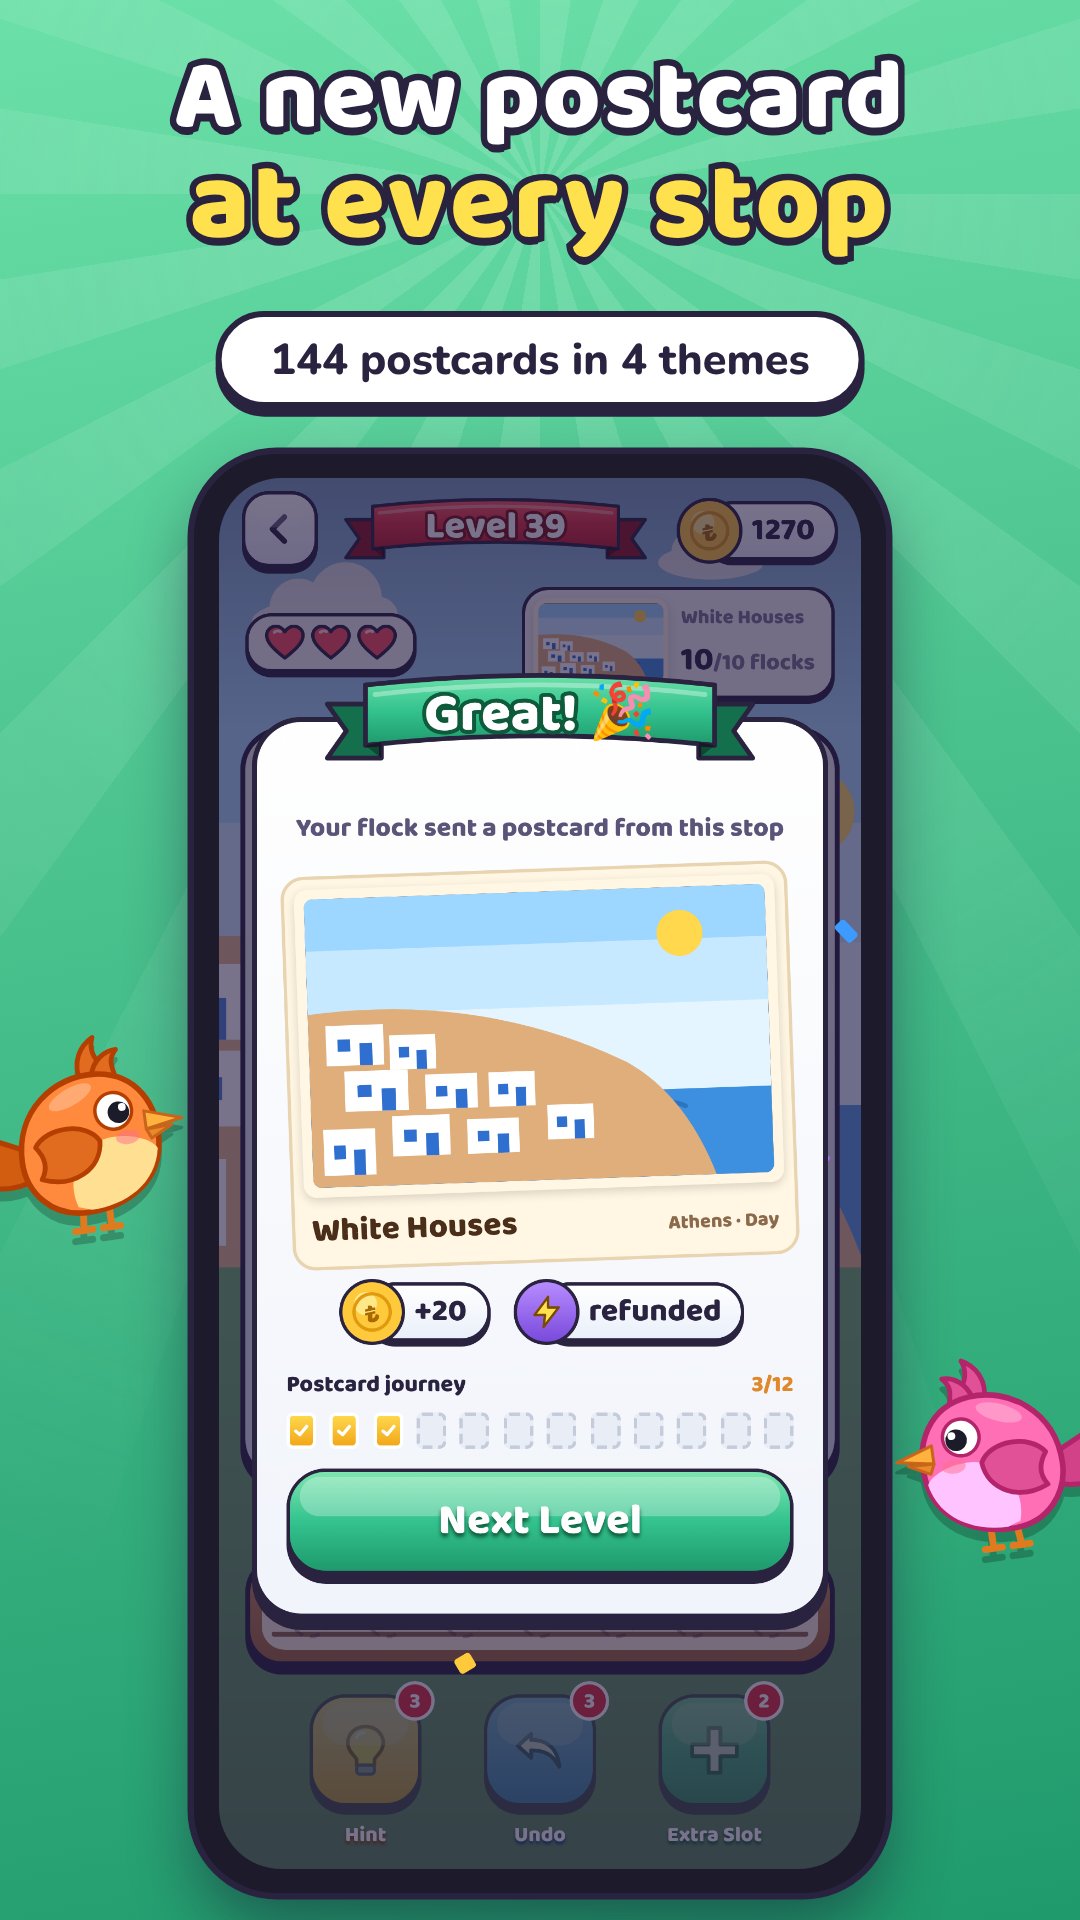 A new postcard
at every stop
144 postcards in 4 themes
Level 39
1270
White Houses
10/10 flocks
Great! 🎉
Your flock sent a postcard from this stop
White Houses
Athens · Day
+20
refunded
Postcard journey
3/12
Next Level
3
3
2
Hint
Undo
Extra Slot